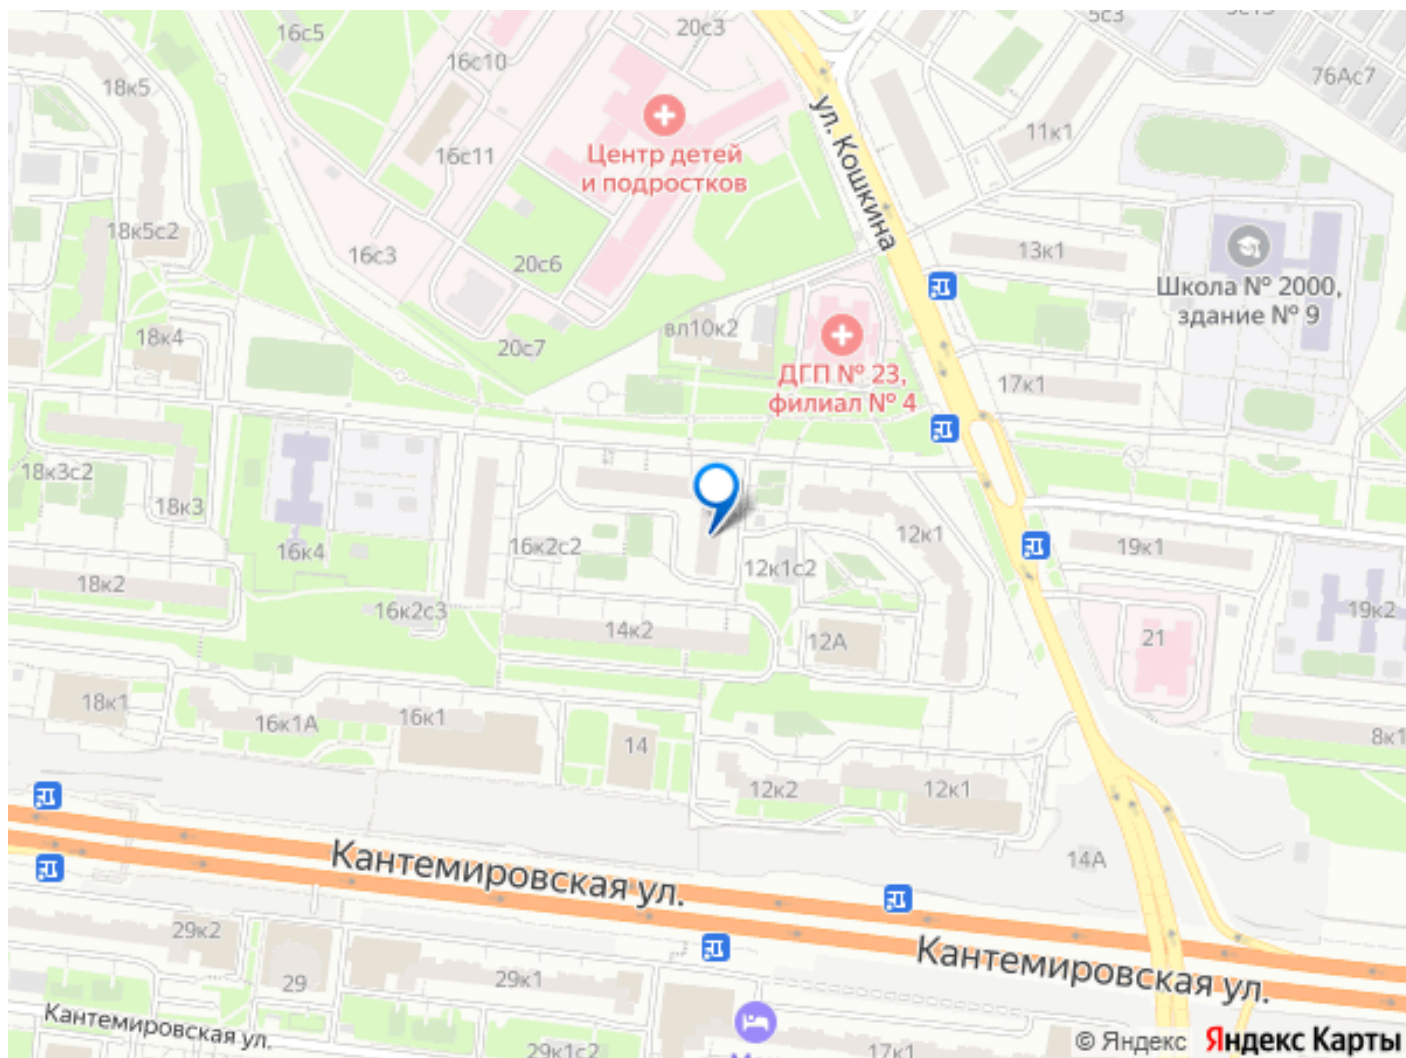 5с3
20с3
16с5
76Ас7
16с10
18к5
11к1
ул. Кошкина
Центр детей
и подростков
16с11
18к5с2
16с3
20с6
13к1
Школа № 2000,
здание № 9
вл10к2
18к4
20с7
ДГП № 23,
филиал № 4
17к1
18к3с2
18к3
16к4
16к2с2
12к1
12к1с2
19к1
18к2
16к2с3
14к2
12А
19к2
21
18к1
16к1А
16к1
14
8к1
12к2
12к1
14А
Кантемировская ул.
29к2
29к1
29
Кантемировская ул.
Кантемировская ул.
29к1с2
17к1
© Яндекс Яндекс Карты